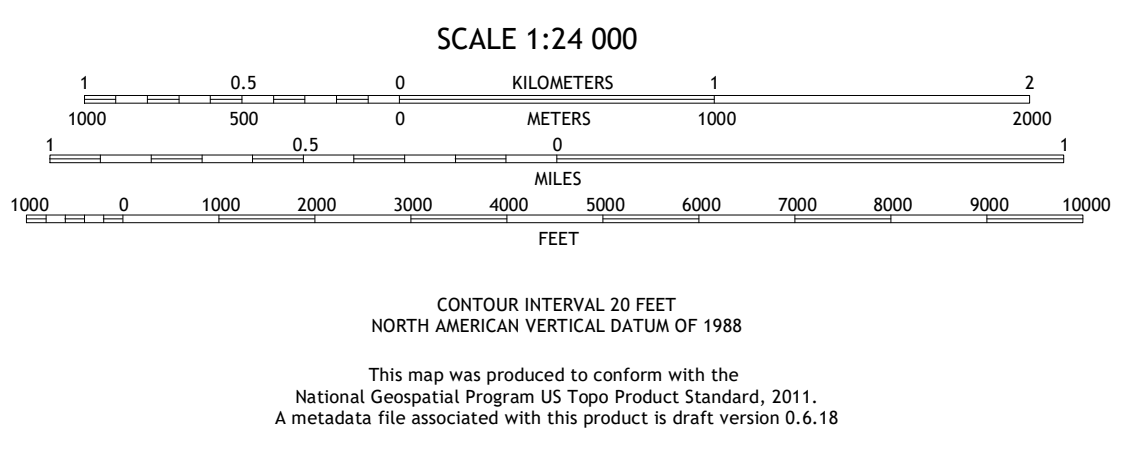 SCALE 1:24 000
1 0.5 0 KILOMETERS 1 2
1000 500 0 METERS 1000 2000
1 0.5 0 1
MILES
1000 0 1000 2000 3000 4000 5000 6000 7000 8000 9000 10000
FEET
CONTOUR INTERVAL 20 FEET
NORTH AMERICAN VERTICAL DATUM OF 1988
This map was produced to conform with the
National Geospatial Program US Topo Product Standard, 2011.
A metadata file associated with this product is draft version 0.6.18